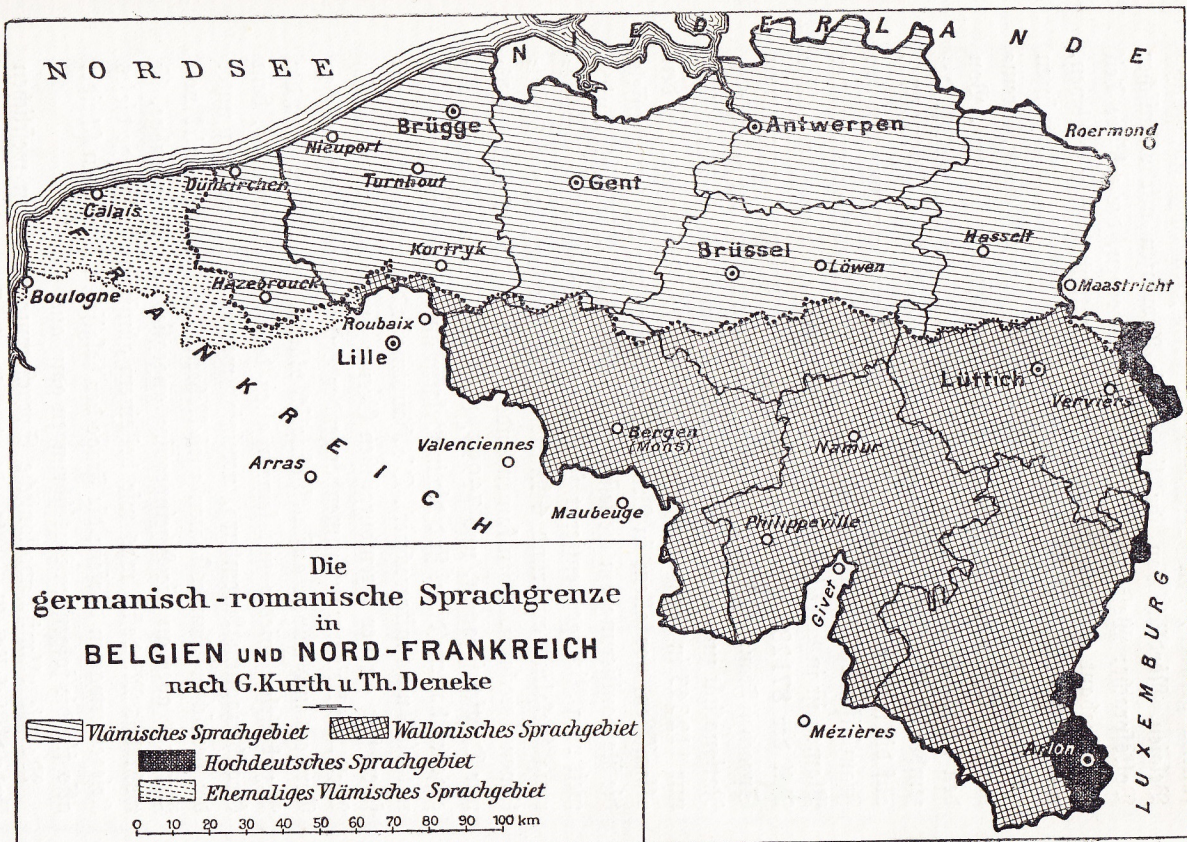 NORDSEE
NEDERLANDE
Brügge
Nieuport
Antwerpen
Roermond
Dünkirchen
Turnhout
Gent
Calais
Kortryk
Brüssel
Löwen
Hasselt
Boulogne
Hazebrouck
Maastricht
FRANKREICH
Roubaix
Lille
Lüttich
Verviers
Valenciennes
Bergen
(Mons)
Namur
Arras
Maubeuge
Philippeville
Givet
LUXEMBURG
Mézières
Arlon
Die
germanisch-romanische Sprachgrenze
in
BELGIEN UND NORD-FRANKREICH
nach G.Kurth u.Th.Deneke
Vlämisches Sprachgebiet Wallonisches Sprachgebiet
Hochdeutsches Sprachgebiet
Ehemaliges Vlämisches Sprachgebiet
0 10 20 30 40 50 60 70 80 90 100 km